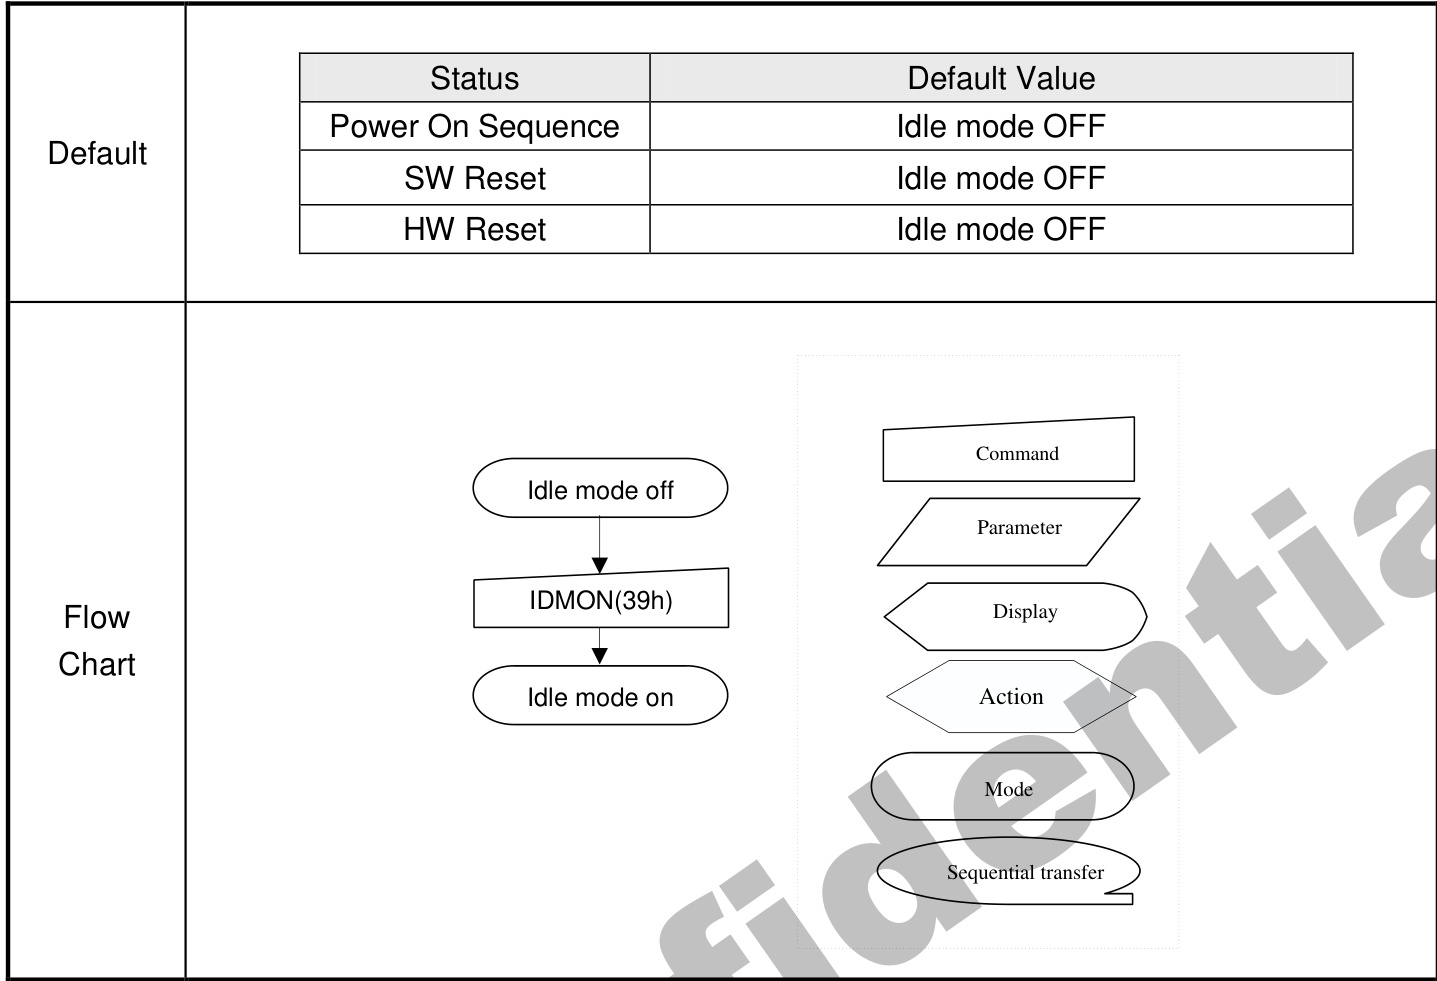 Default
Status Default Value
Power On Sequence Idle mode OFF
SW Reset Idle mode OFF
HW Reset Idle mode OFF
Flow
Chart
Idle mode off
IDMON(39h)
Idle mode on
Command
Parameter
Display
Action
Mode
Sequential transfer
fidentia